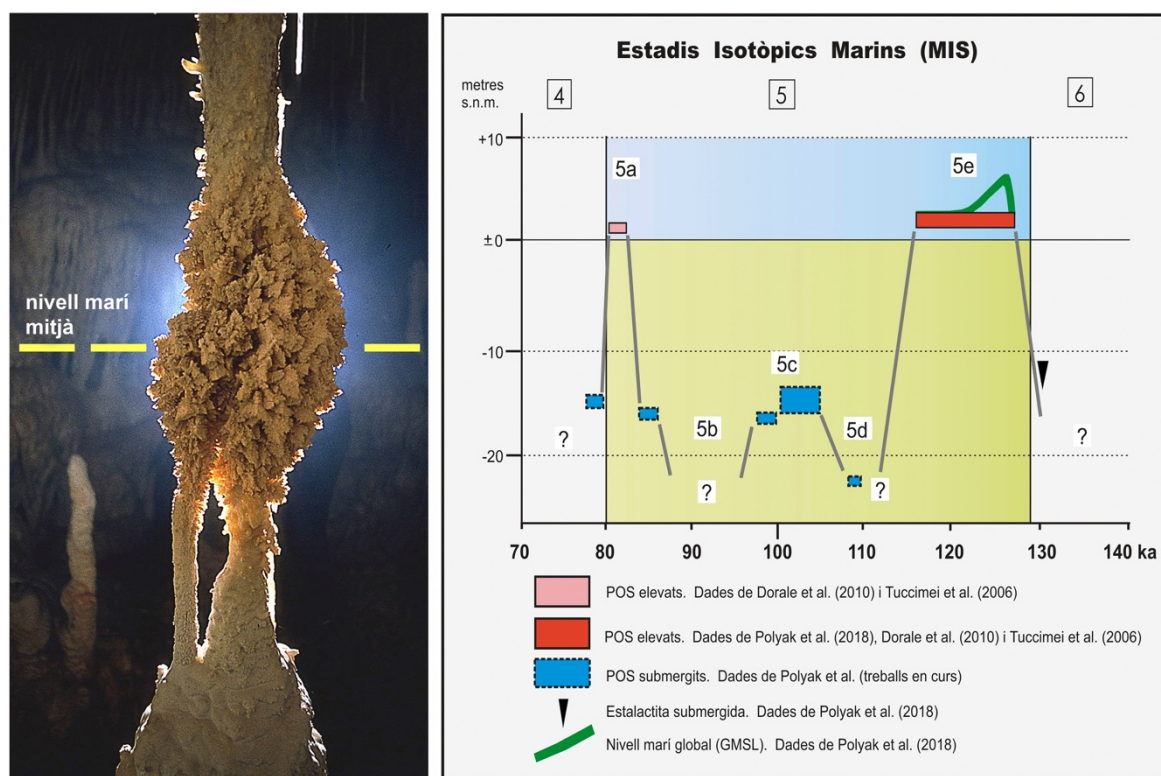 nivell marí
mitjà
Estadis Isotòpics Marins (MIS)
metres
s.n.m.
4
5
6
+10
5a
5e
±0
-10
5c
5b
5d
?
?
?
?
-20
70 80 90 100 110 120 130 140 ka
POS elevats. Dades de Dorale et al. (2010) i Tuccimei et al. (2006)
POS elevats. Dades de Polyak et al. (2018), Dorale et al. (2010) i Tuccimei et al. (2006)
POS submergits. Dades de Polyak et al. (treballs en curs)
Estalactita submergida. Dades de Polyak et al. (2018)
Nivell marí global (GMSL). Dades de Polyak et al. (2018)